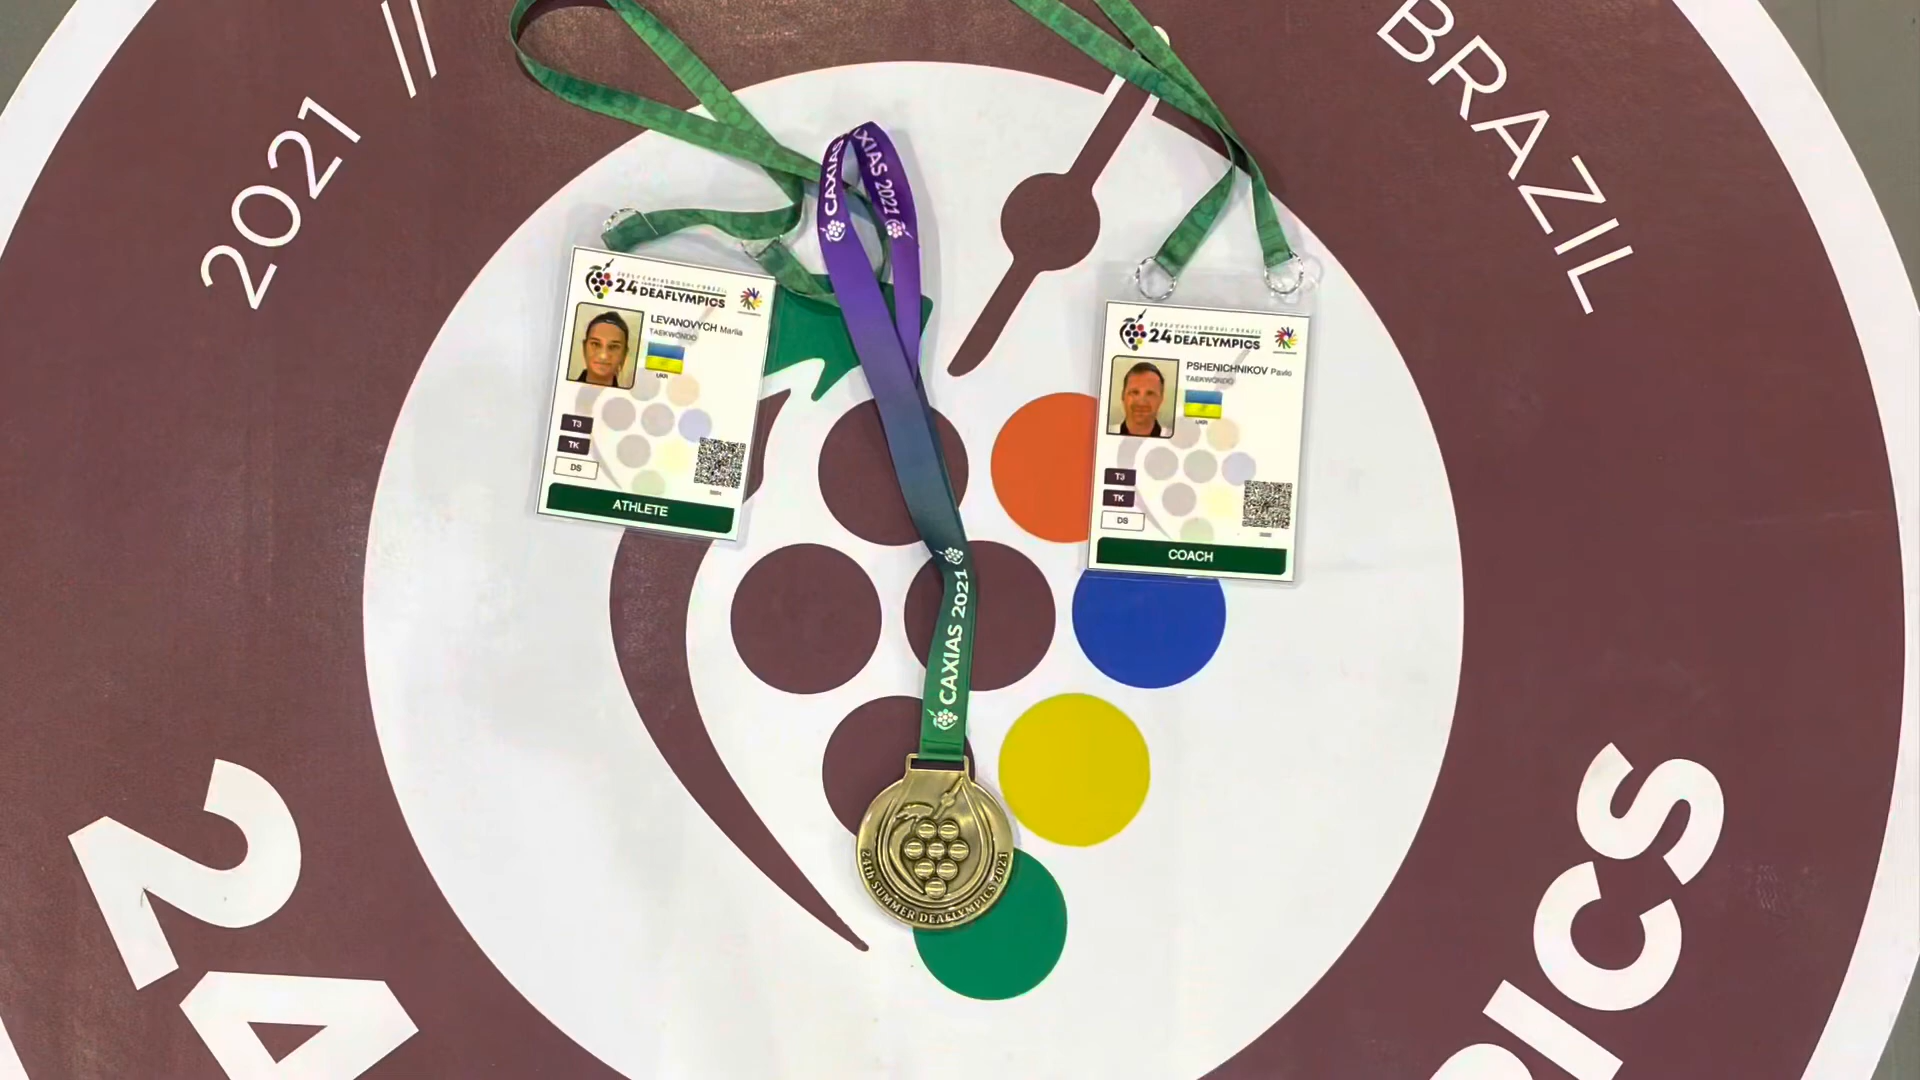 2021 //
BRAZIL
CAXIAS
XIAS 2021
24 DEAFLYMPICS
LEVANOVYCH Mariia
TAEKWONDO
UKR
T3
TK
DS
ATHLETE
24 DEAFLYMPICS
PSHENICHNIKOV Pavlo
TAEKWONDO
UKR
T3
TK
DS
COACH
CAXIAS 2021
24th SUMMER DEAFLYMPICS 2021
24
PICS